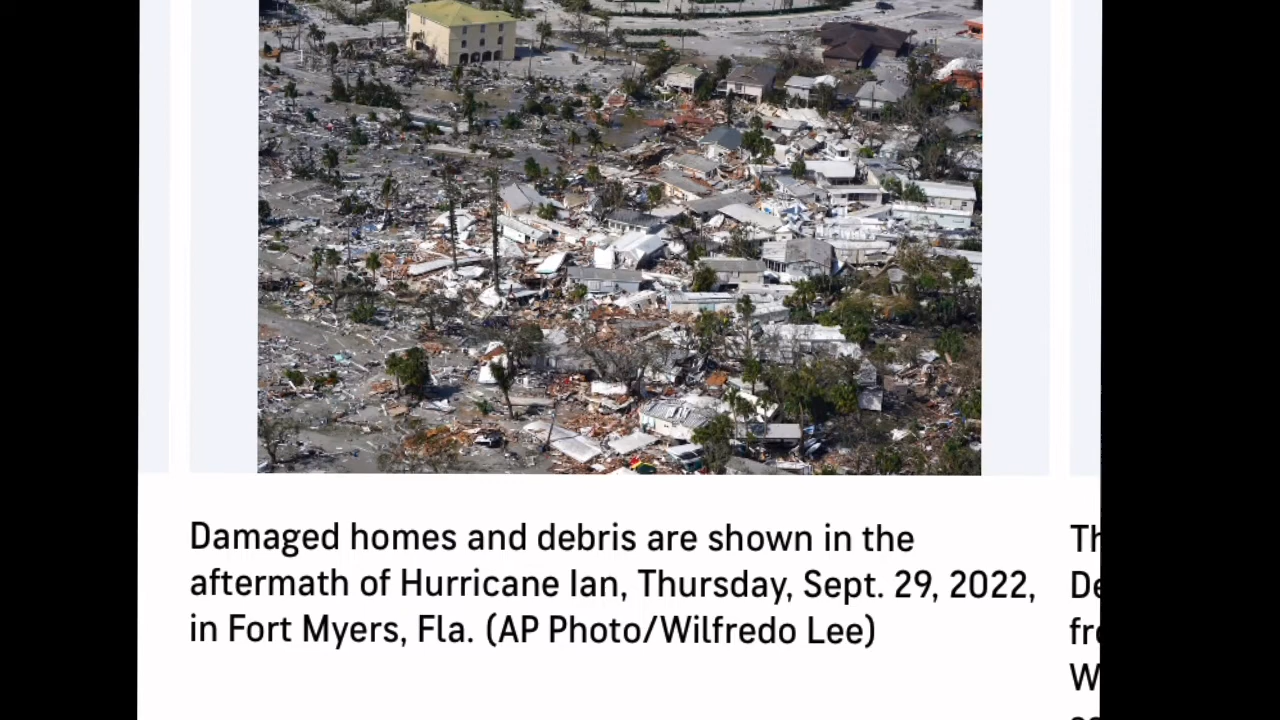 Damaged homes and debris are shown in the
aftermath of Hurricane Ian, Thursday, Sept. 29, 2022,
in Fort Myers, Fla. (AP Photo/Wilfredo Lee)